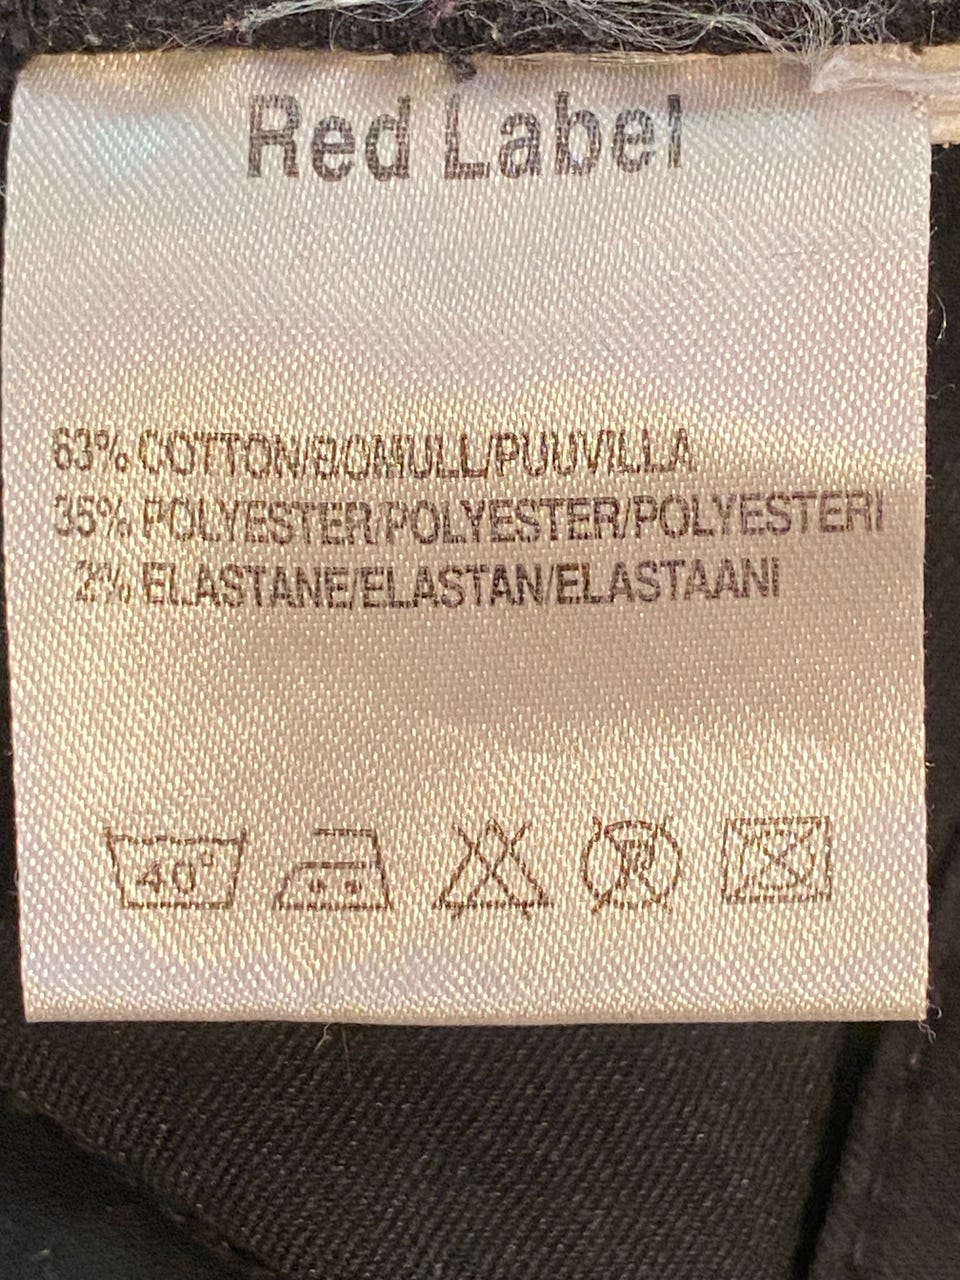 Red Label
63% COTTON/BOMULL/PUUVILLA
35% POLYESTER/POLYESTER/POLYESTERI
2% ELASTANE/ELASTAN/ELASTAANI
40°